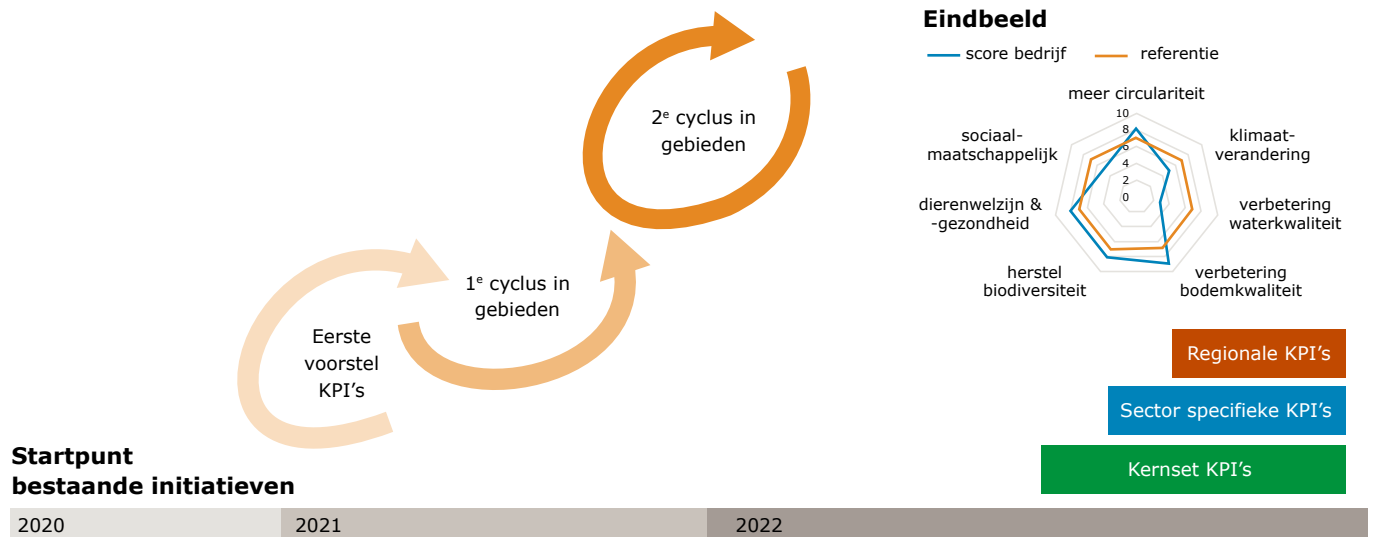 Eindbeeld
score bedrijf
referentie
meer circulariteit
10
8
6
4
2
0
klimaat-
verandering
verbetering
waterkwaliteit
verbetering
bodemkwaliteit
herstel
biodiversiteit
dierenwelzijn &
-gezondheid
sociaal-
maatschappelijk
2e cyclus in
gebieden
1e cyclus in
gebieden
Eerste
voorstel
KPI's
Regionale KPI's
Sector specifieke KPI's
Kernset KPI's
Startpunt
bestaande initiatieven
2020
2021
2022